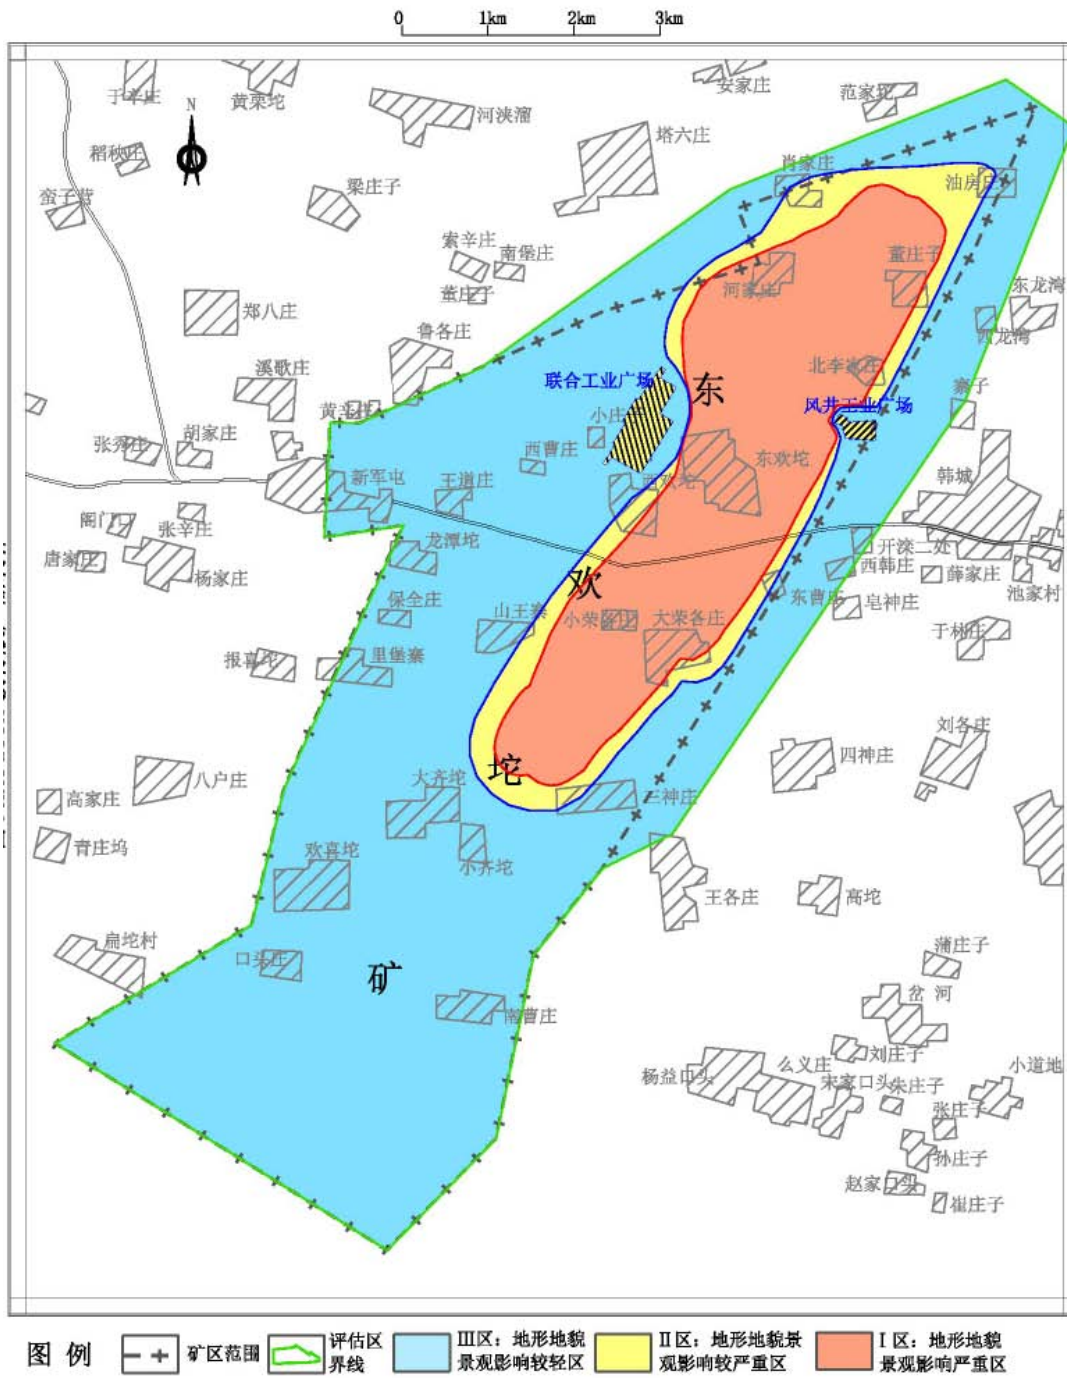 0 1km 2km 3km
于辛庄
黄栗坨
河浃溜
安家庄
范家坨
塔六庄
稻秧庄
N
肖家庄
油房庄
蛮子营
梁庄子
索辛庄
南堡庄
董庄子
董庄子
河家庄
东龙湾
西龙湾
郑八庄
鲁各庄
溪歌庄
北李家庄
联合工业广场
东
寨子
风井工业广场
黄辛庄
小庄子
张秀庄
胡家庄
西曹庄
东欢坨
新军屯
王道庄
西欢坨
韩城
阁门口
张辛庄
龙潭坨
开滦二处
唐家庄
杨家庄
西韩庄
薛家庄
池家村
欢
东曹庄
皂神庄
保全庄
山王寨
小荣各庄
大荣各庄
于林庄
报喜坨
里堡寨
刘各庄
四神庄
坨
八户庄
大齐坨
三神庄
高家庄
青庄坞
欢喜坨
小齐坨
王各庄
高坨
扁坨村
口头庄
矿
蒲庄子
岔 河
南曹庄
刘庄子
小道地
杨益口头
么义庄
宋家口头
朱庄子
张庄子
孙庄子
赵家口头
崔庄子
图 例
矿区范围
评估区
界线
III区：地形地貌
景观影响较轻区
II区：地形地貌景
观影响较严重区
I 区：地形地貌
景观影响严重区